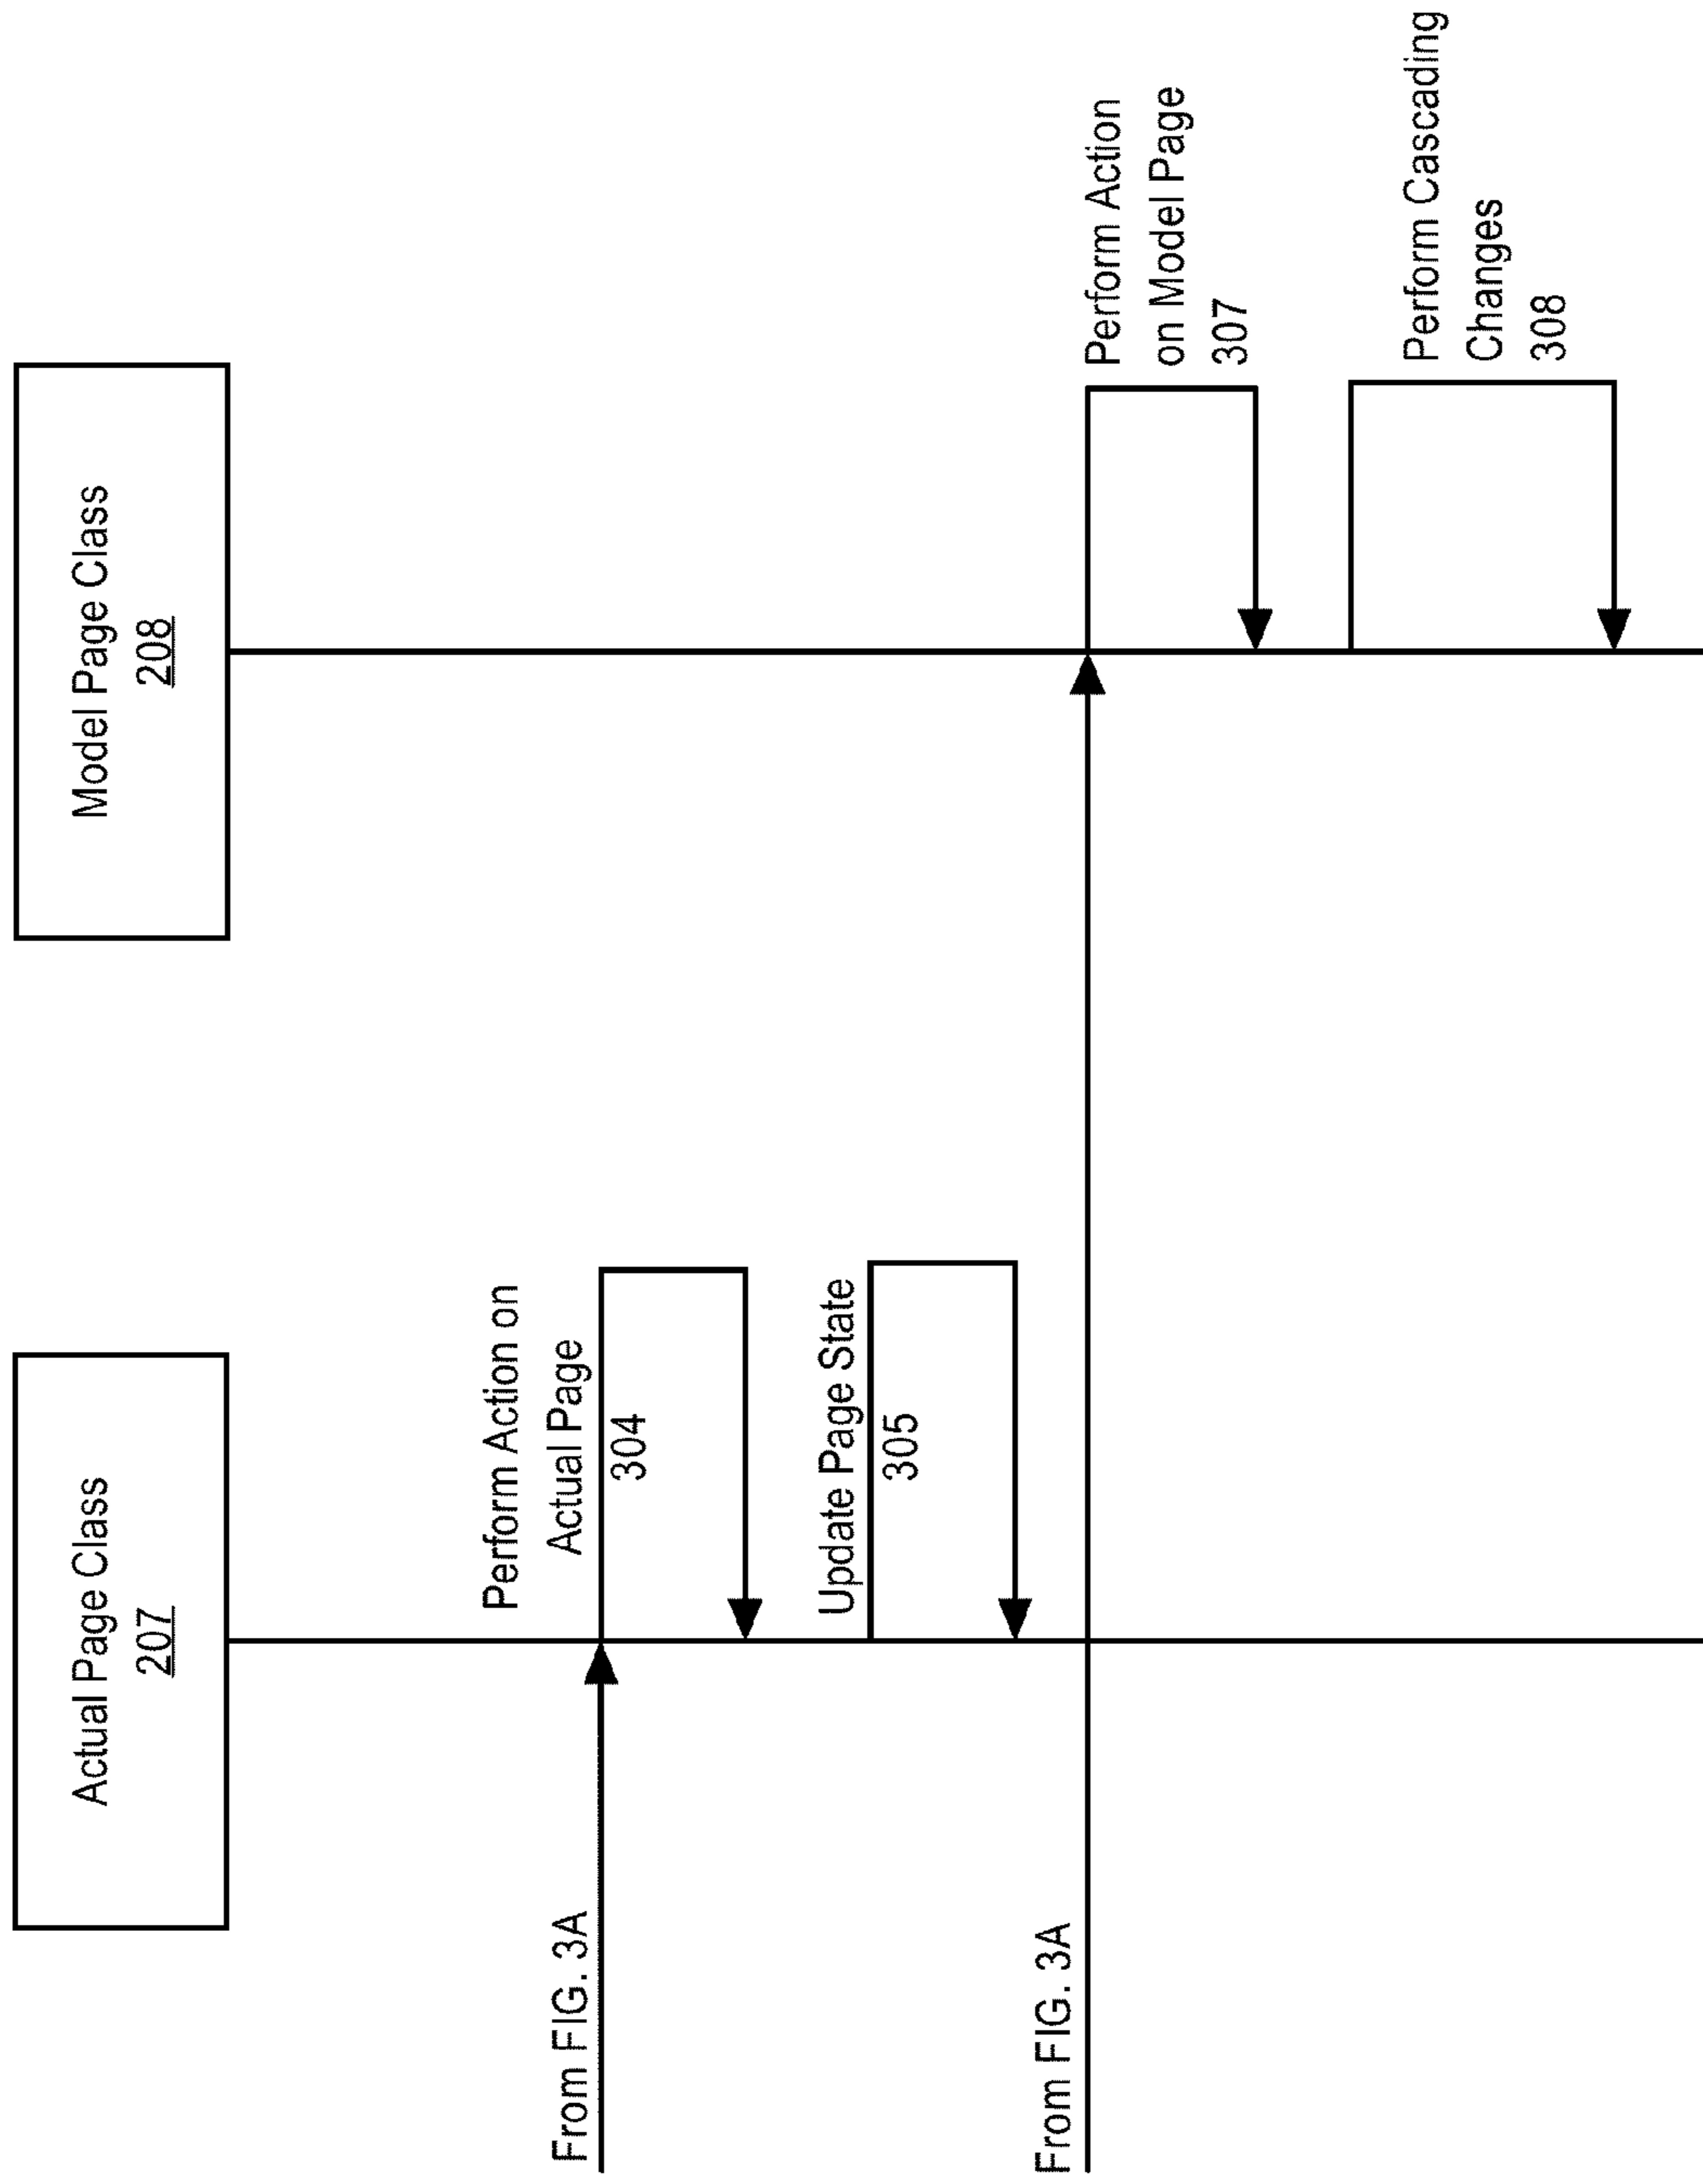 Actual Page Class
207
Model Page Class
208
From FIG. 3A
Perform Action on
Actual Page
304
Update Page State
305
From FIG. 3A
Perform Action
on Model Page
307
Perform Cascading
Changes
308